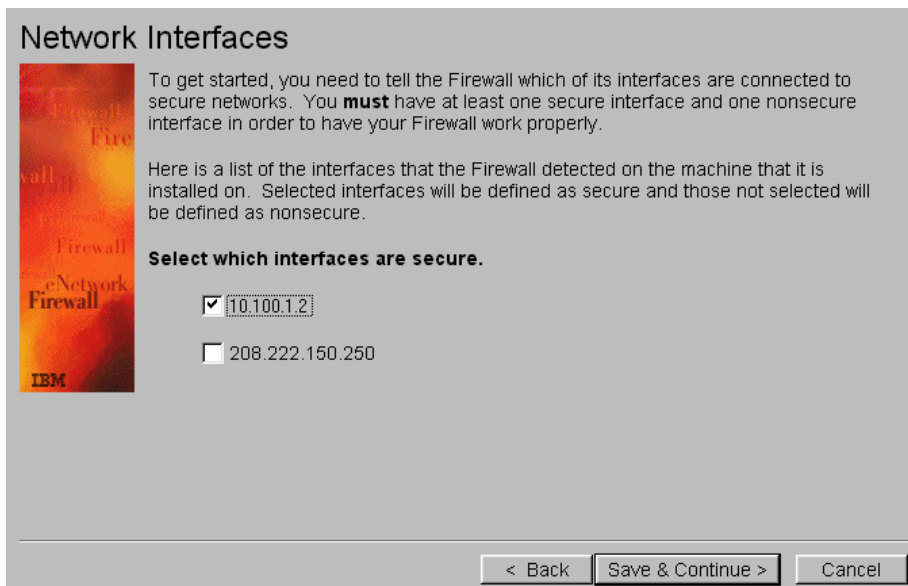 Network Interfaces
To get started, you need to tell the Firewall which of its interfaces are connected to
secure networks.  You must have at least one secure interface and one nonsecure
interface in order to have your Firewall work properly.
Here is a list of the interfaces that the Firewall detected on the machine that it is
installed on.  Selected interfaces will be defined as secure and those not selected will
be defined as nonsecure.
Select which interfaces are secure.
10.100.1.2
208.222.150.250
Firewall
Fire
wall
Firewall
eNetwork
Firewall
IBM
< Back
Save & Continue >
Cancel